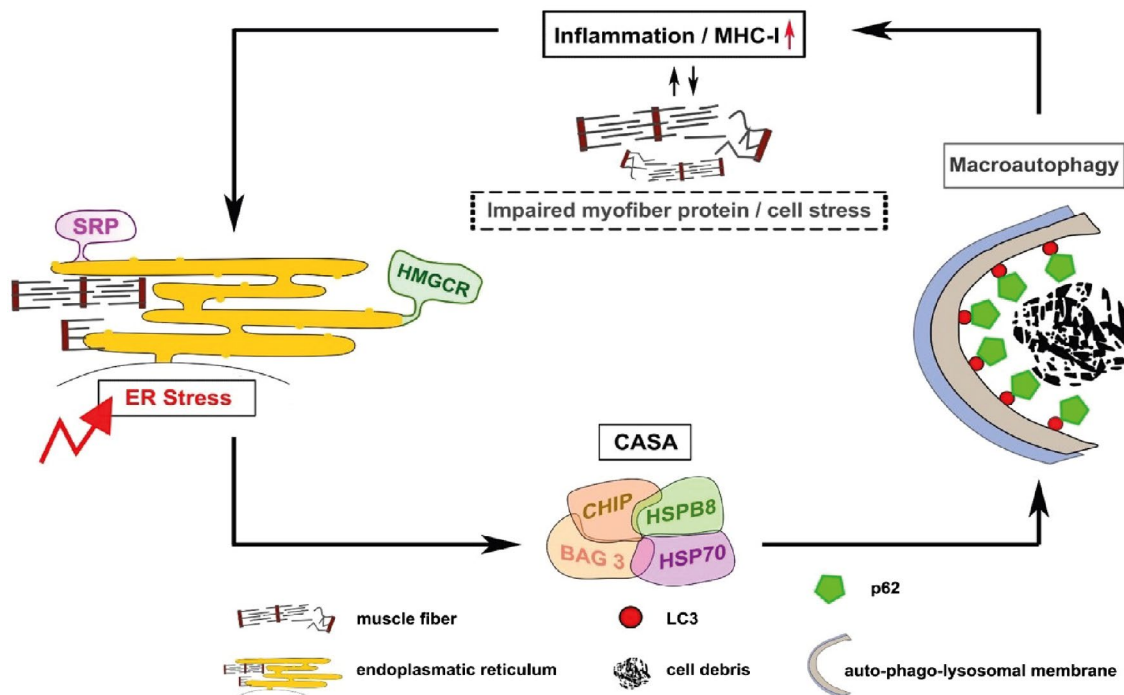 Inflammation / MHC-I
Macroautophagy
Impaired myofiber protein / cell stress
SRP
HMGCR
ER Stress
CASA
CHIP
HSPB8
BAG 3
HSP70
muscle fiber
LC3
p62
endoplasmatic reticulum
cell debris
auto-phago-lysosomal membrane